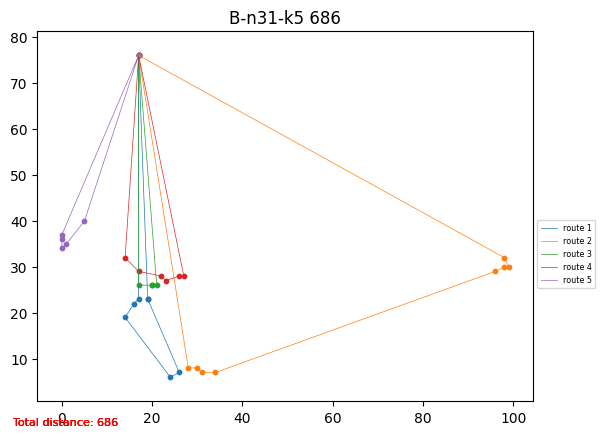 B-n31-k5 686
80
70
60
50
40
30
20
10
0 20 40 60 80 100
route 1
route 2
route 3
route 4
route 5
Total distance: 686